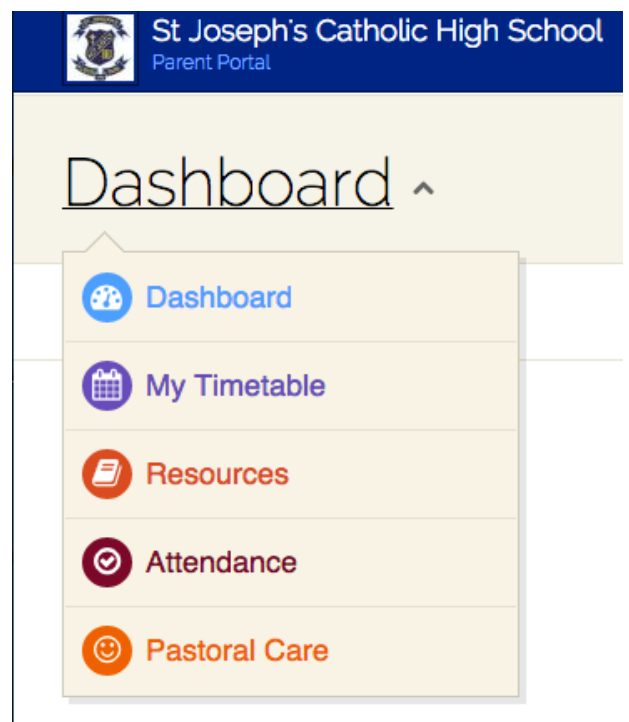 St Joseph's Catholic High School
Parent Portal
Dashboard
Dashboard
My Timetable
Resources
Attendance
Pastoral Care